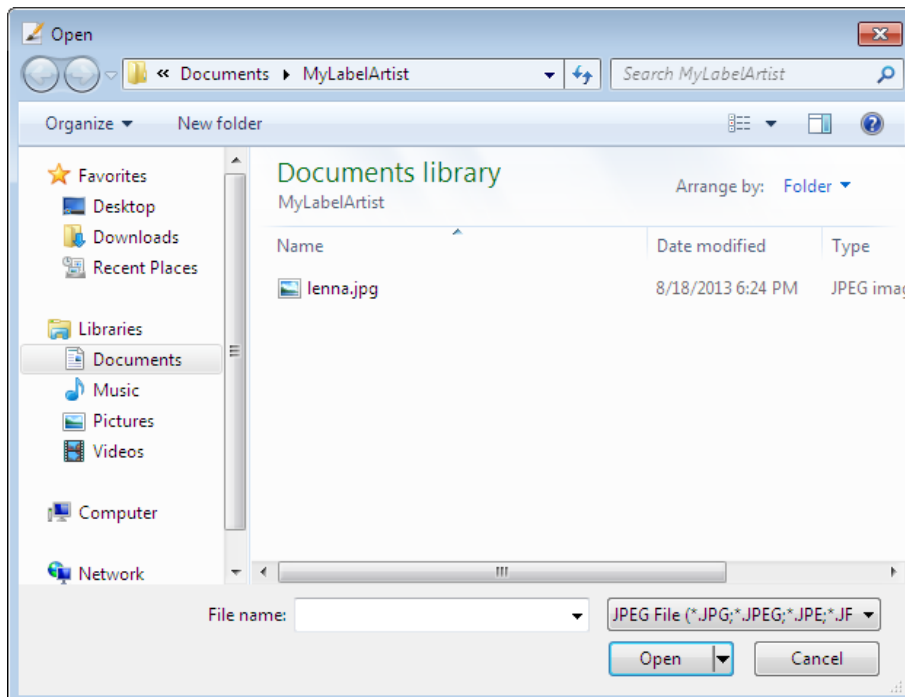 Open
« Documents ▸ MyLabelArtist
Search MyLabelArtist
Organize
New folder
Favorites
Desktop
Downloads
Recent Places
Libraries
Documents
Music
Pictures
Videos
Computer
Network
Documents library
MyLabelArtist
Arrange by: Folder
Name Date modified Type
lenna.jpg 8/18/2013 6:24 PM JPEG imag
File name:
JPEG File (*.JPG;*.JPEG;*.JPE;*.JF
Open Cancel